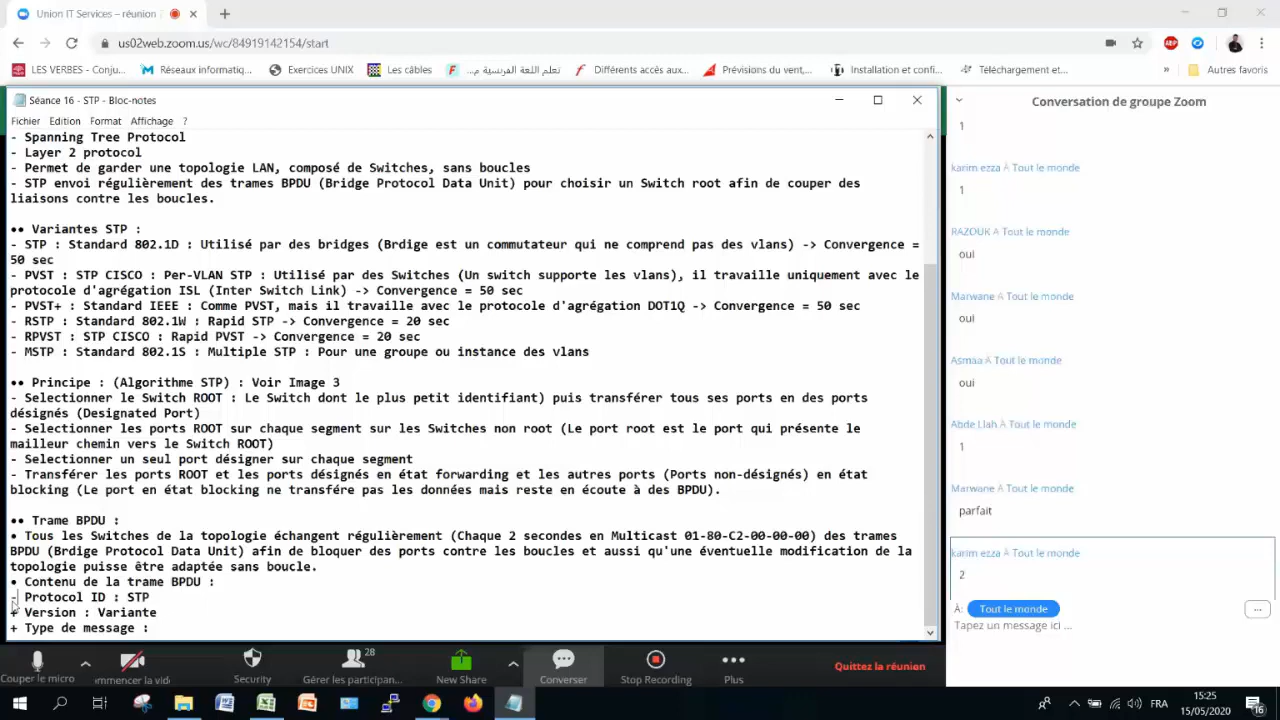 Union IT Services – réunion
us02web.zoom.us/wc/84919142154/start
LES VERBES - Conju...
Réseaux informatiq...
Exercices UNIX
Les câbles
تعلم اللغة الفرنسية م...
Différents accés aux...
Prévisions du vent,...
Installation et confi...
Téléchargement et...
»
Autres favoris
Séance 16 - STP - Bloc-notes
Fichier Edition Format Affichage ?
- Spanning Tree Protocol
- Layer 2 protocol
- Permet de garder une topologie LAN, composé de Switches, sans boucles
- STP envoi régulièrement des trames BPDU (Bridge Protocol Data Unit) pour choisir un Switch root afin de couper des
liaisons contre les boucles.
•• Variantes STP :
- STP : Standard 802.1D : Utilisé par des bridges (Brdige est un commutateur qui ne comprend pas des vlans) -> Convergence =
50 sec
- PVST : STP CISCO : Per-VLAN STP : Utilisé par des Switches (Un switch supporte les vlans), il travaille uniquement avec le
protocole d'agrégation ISL (Inter Switch Link) -> Convergence = 50 sec
- PVST+ : Standard IEEE : Comme PVST, mais il travaille avec le protocole d'agrégation DOT1Q -> Convergence = 50 sec
- RSTP : Standard 802.1W : Rapid STP -> Convergence = 20 sec
- RPVST : STP CISCO : Rapid PVST -> Convergence = 20 sec
- MSTP : Standard 802.1S : Multiple STP : Pour une groupe ou instance des vlans
•• Principe : (Algorithme STP) : Voir Image 3
- Selectionner le Switch ROOT : Le Switch dont le plus petit identifiant) puis transférer tous ses ports en des ports
désignés (Designated Port)
- Selectionner les ports ROOT sur chaque segment sur les Switches non root (Le port root est le port qui présente le
mailleur chemin vers le Switch ROOT)
- Selectionner un seul port désigner sur chaque segment
- Transférer les ports ROOT et les ports désignés en état forwarding et les autres ports (Ports non-désignés) en état
blocking (Le port en état blocking ne transfére pas les données mais reste en écoute à des BPDU).
•• Trame BPDU :
• Tous les Switches de la topologie échangent régulièrement (Chaque 2 secondes en Multicast 01-80-C2-00-00-00) des trames
BPDU (Brdige Protocol Data Unit) afin de bloquer des ports contre les boucles et aussi qu'une éventuelle modification de la
topologie puisse être adaptée sans boucle.
• Contenu de la trame BPDU :
- Protocol ID : STP
+ Version : Variante
+ Type de message :
Conversation de groupe Zoom
1
karim ezza À Tout le monde
1
RAZOUK À Tout le monde
oui
Marwane À Tout le monde
oui
Asmaa À Tout le monde
oui
Abde Llah À Tout le monde
1
Marwane À Tout le monde
parfait
karim ezza À Tout le monde
2
À: Tout le monde
...
Tapez un message ici ...
Couper le micro
mmencer la vid
Security
28
Gérer les participan...
New Share
Converser
Stop Recording
Plus
Quittez la réunion
FRA
15:25
15/05/2020
16